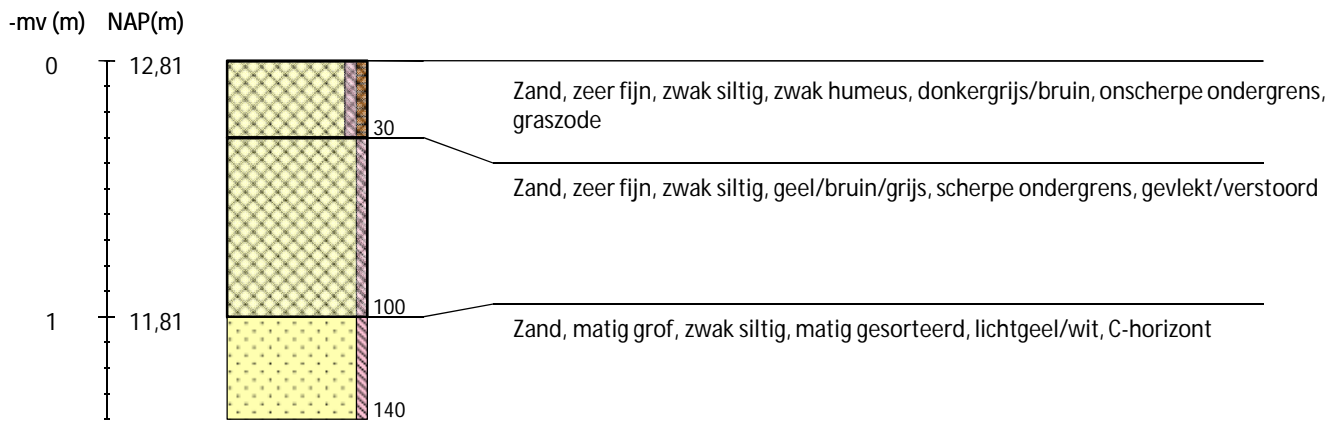 -mv (m) NAP(m)
0 12,81
Zand, zeer fijn, zwak siltig, zwak humeus, donkergrijs/bruin, onscherpe ondergrens,
graszode
30
Zand, zeer fijn, zwak siltig, geel/bruin/grijs, scherpe ondergrens, gevlekt/verstoord
100
1 11,81
Zand, matig grof, zwak siltig, matig gesorteerd, lichtgeel/wit, C-horizont
140